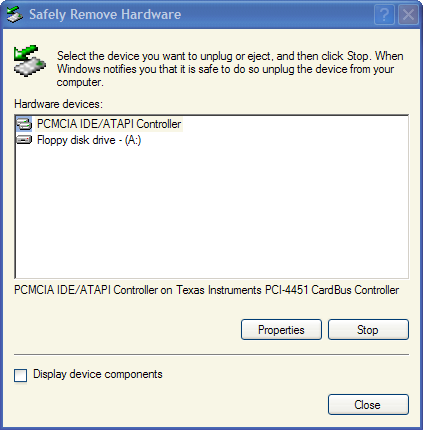 Safely Remove Hardware
Select the device you want to unplug or eject, and then click Stop. When
Windows notifies you that it is safe to do so unplug the device from your
computer.
Hardware devices:
PCMCIA IDE/ATAPI Controller
Floppy disk drive - (A:)
PCMCIA IDE/ATAPI Controller on Texas Instruments PCI-4451 CardBus Controller
Properties
Stop
Display device components
Close